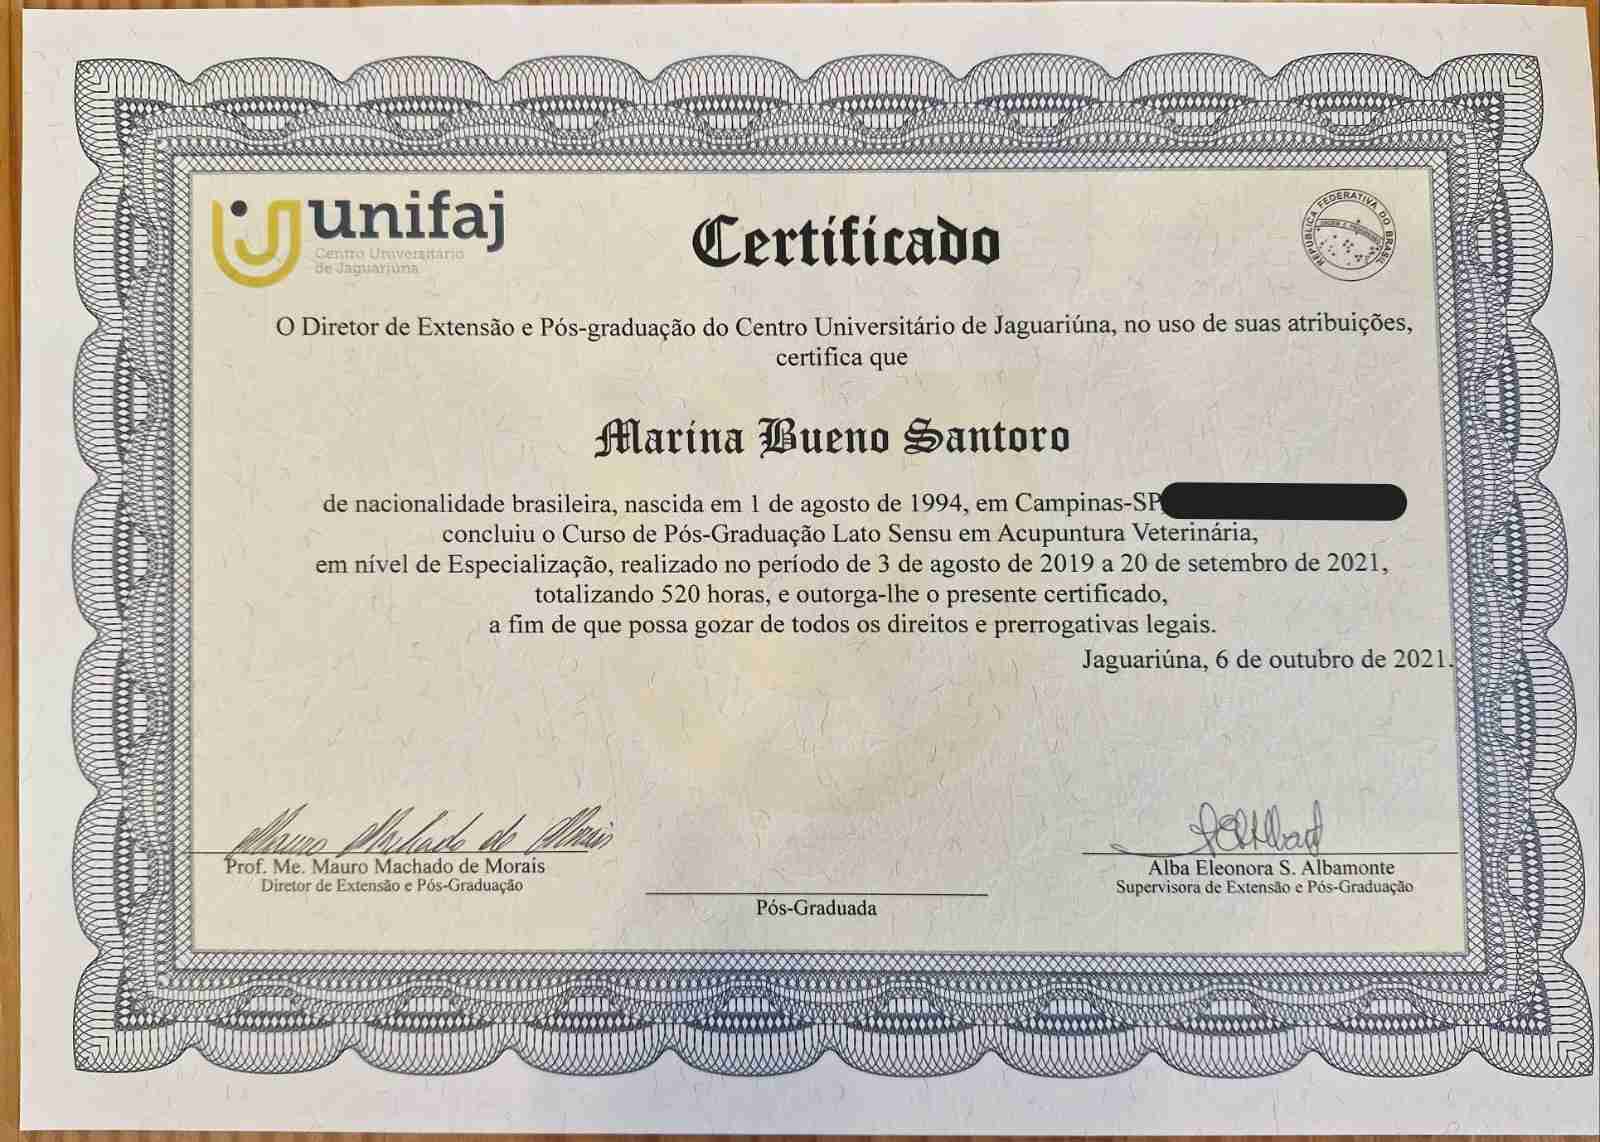 unifaj
Centro Universitário
de Jaguariúna
Certificado
REPÚBLICA FEDERATIVA DO BRASIL
O Diretor de Extensão e Pós-graduação do Centro Universitário de Jaguariúna, no uso de suas atribuições,
certifica que
Marina Bueno Santoro
de nacionalidade brasileira, nascida em 1 de agosto de 1994, em Campinas-SP
concluiu o Curso de Pós-Graduação Lato Sensu em Acupuntura Veterinária,
em nível de Especialização, realizado no período de 3 de agosto de 2019 a 20 de setembro de 2021,
totalizando 520 horas, e outorga-lhe o presente certificado,
a fim de que possa gozar de todos os direitos e prerrogativas legais.
Jaguariúna, 6 de outubro de 2021.
Mauro Machado de Morais
Prof. Me. Mauro Machado de Morais
Diretor de Extensão e Pós-Graduação
Pós-Graduada
Alba Eleonora S. Albamonte
Supervisora de Extensão e Pós-Graduação